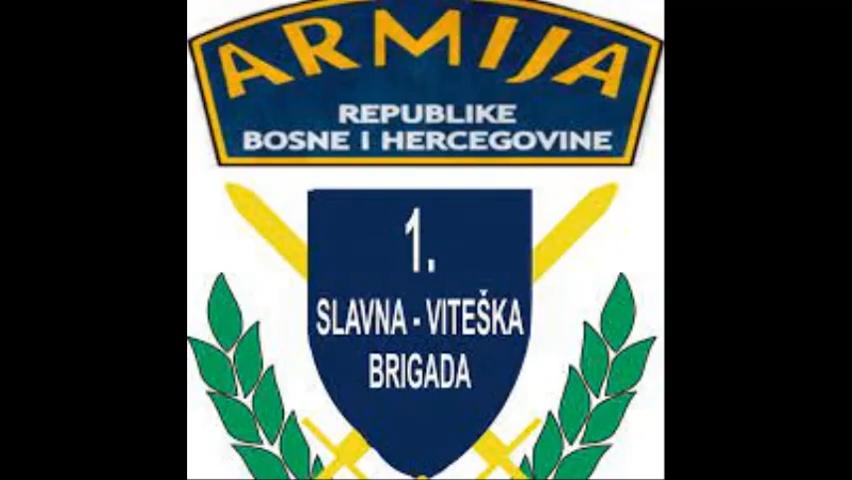 ARMIJA
REPUBLIKE
BOSNE I HERCEGOVINE
1.
SLAVNA - VITEŠKA
BRIGADA